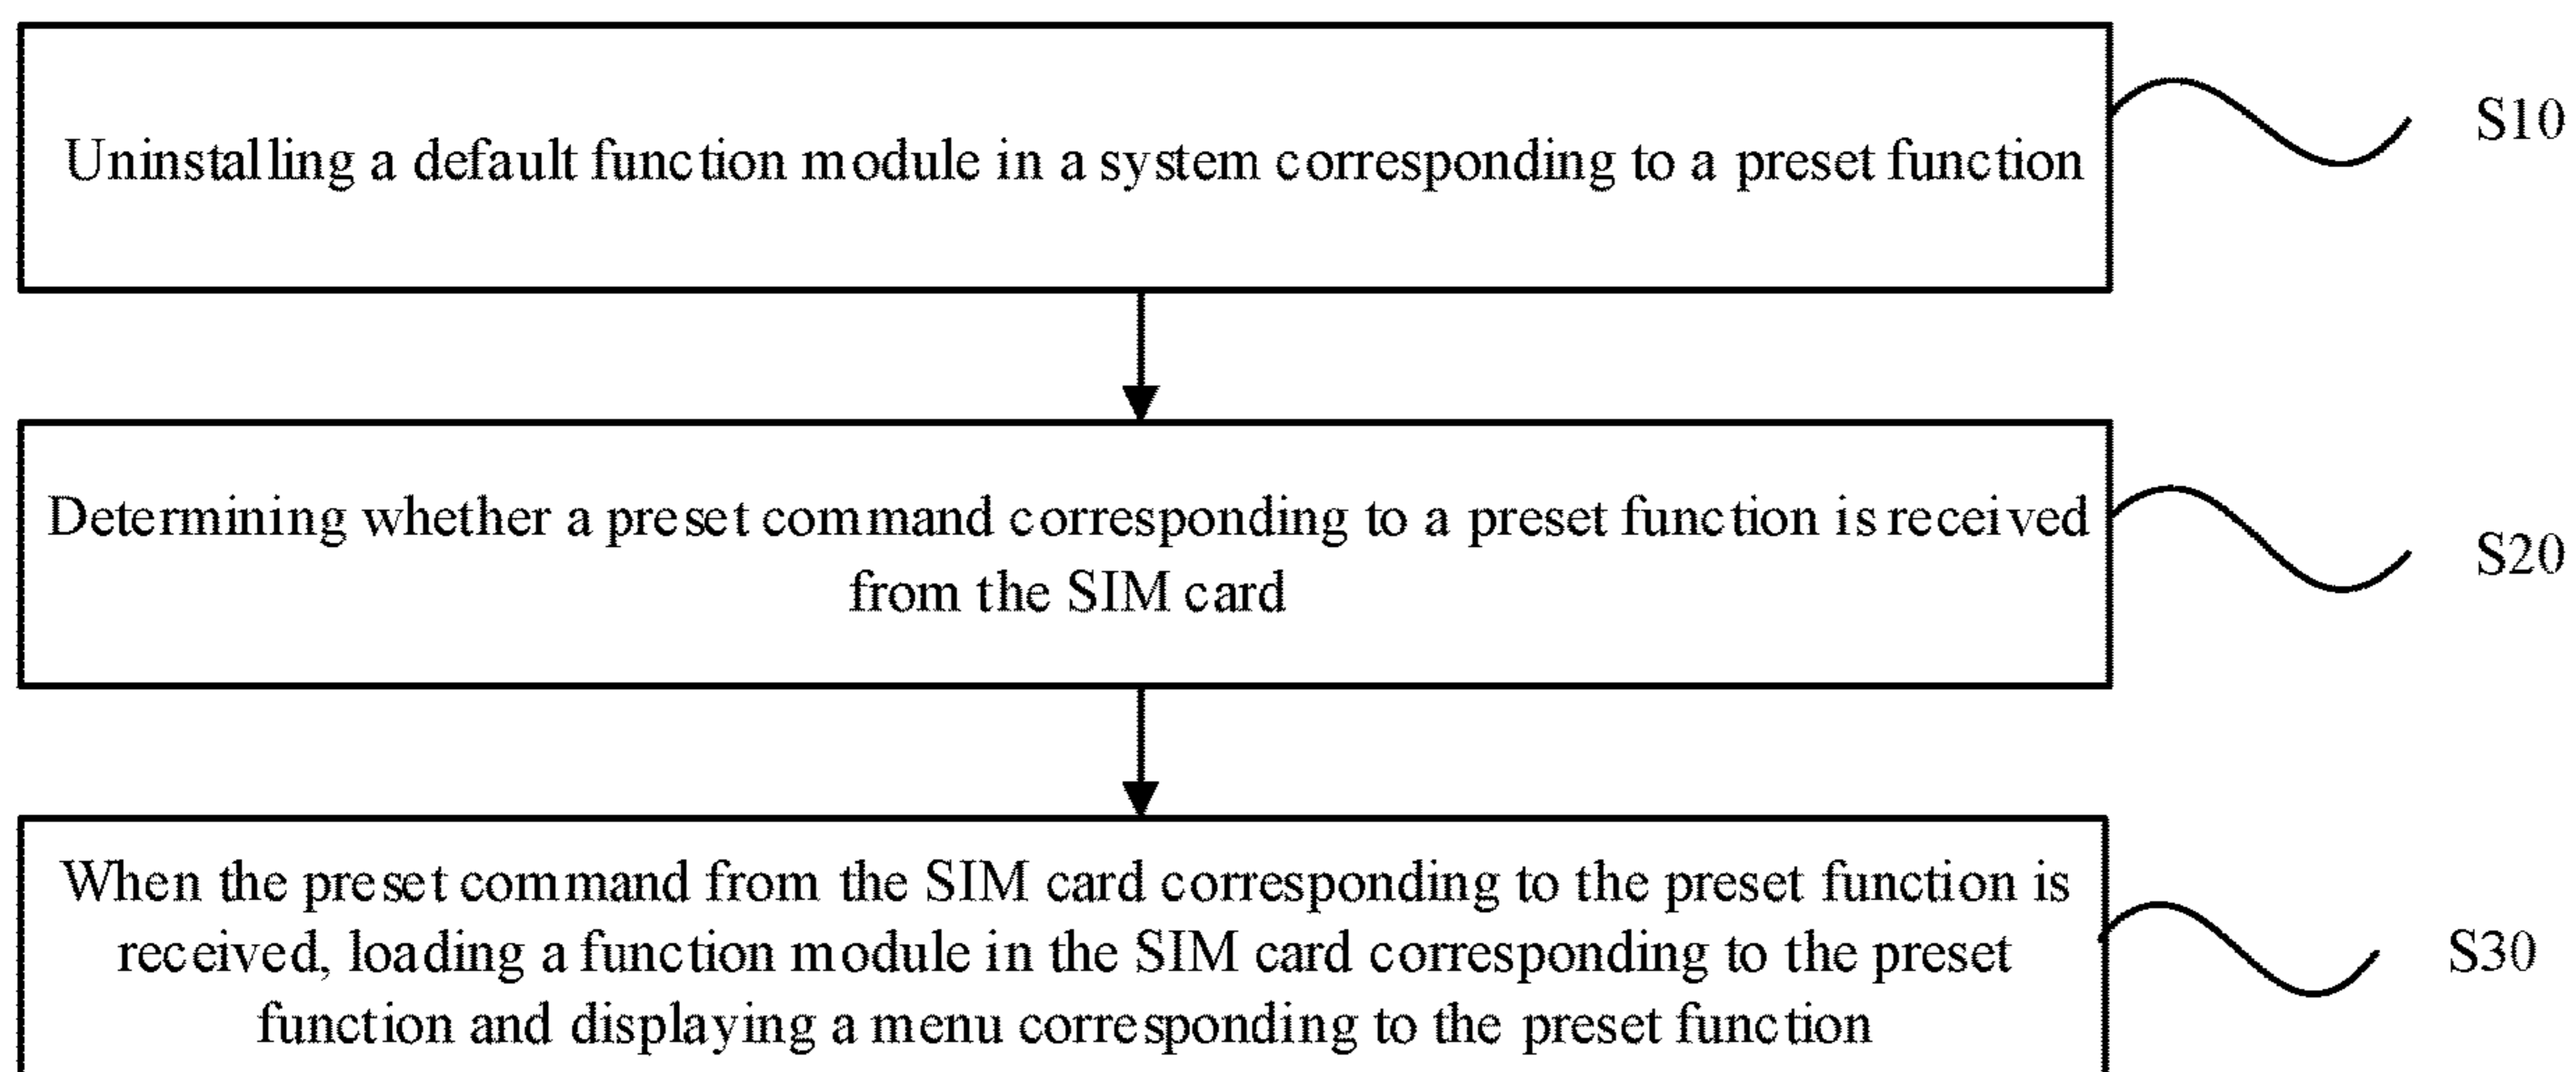 Uninstalling a default function module in a system corresponding to a preset function
S10
Determining whether a preset command corresponding to a preset function is received
from the SIM card
S20
When the preset command from the SIM card corresponding to the preset function is
received, loading a function module in the SIM card corresponding to the preset
function and displaying a menu corresponding to the preset function
S30